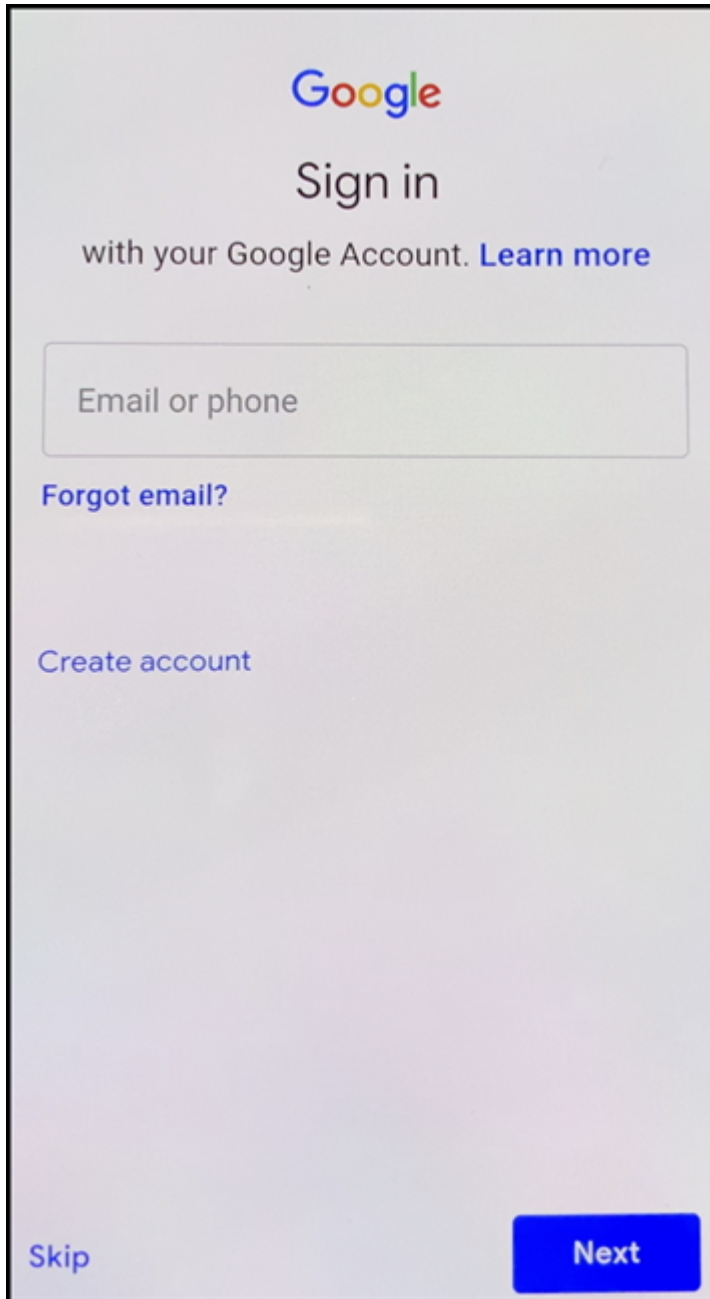 Google
Sign in
with your Google Account. Learn more
Email or phone
Forgot email?
Create account
Skip
Next